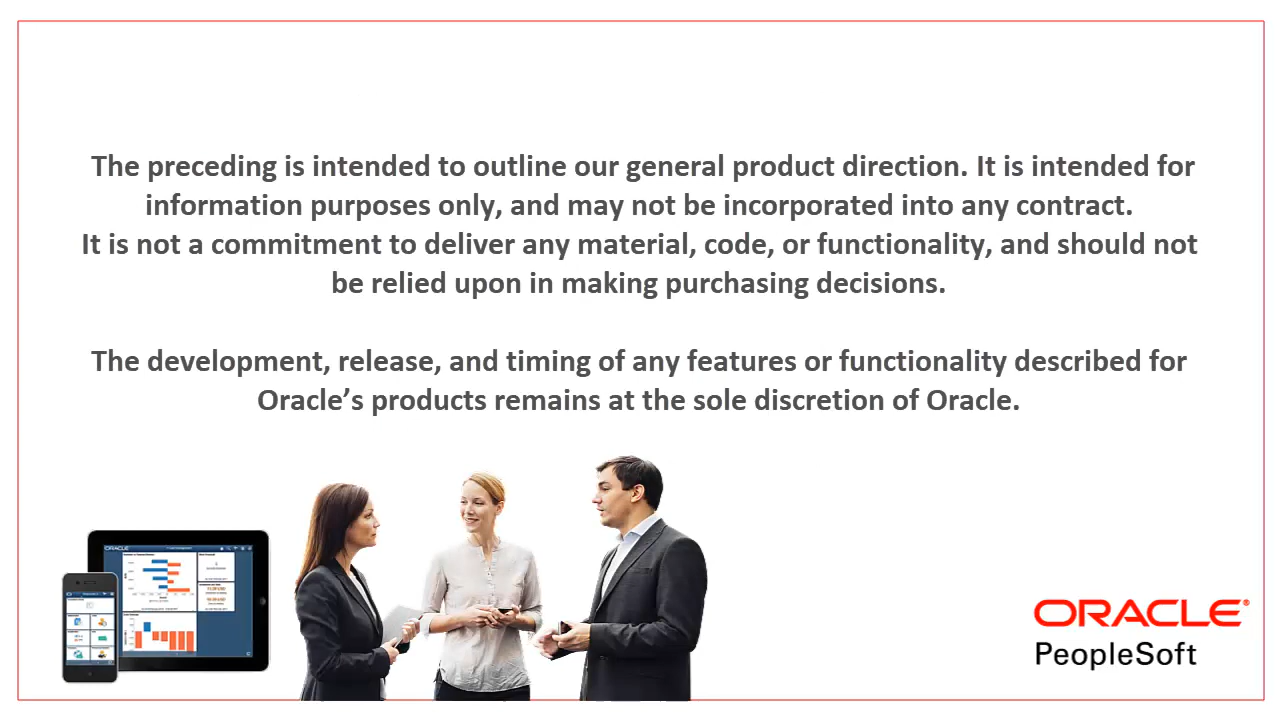 The preceding is intended to outline our general product direction. It is intended for
information purposes only, and may not be incorporated into any contract.
It is not a commitment to deliver any material, code, or functionality, and should not
be relied upon in making purchasing decisions.
The development, release, and timing of any features or functionality described for
Oracle’s products remains at the sole discretion of Oracle.
ORACLE
ORACLE®
PeopleSoft